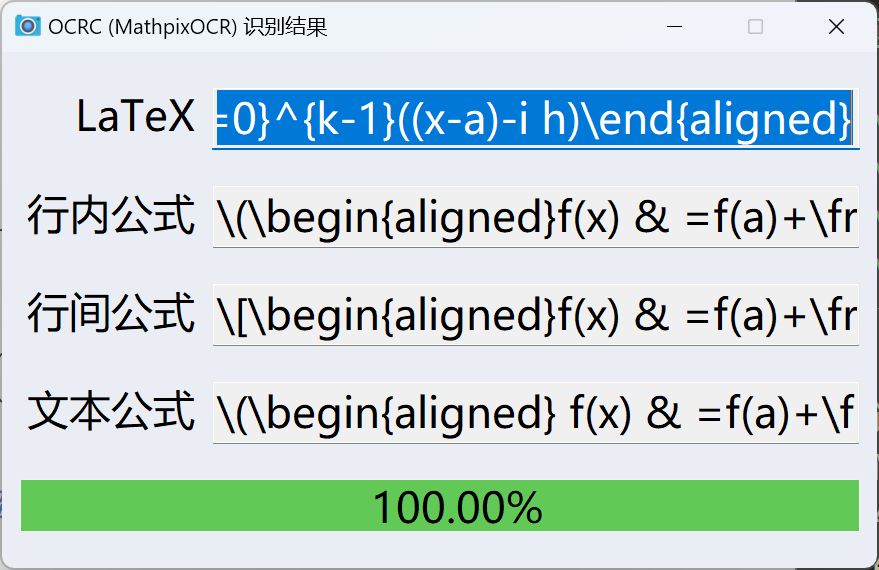 OCRC (MathpixOCR) 识别结果
LaTeX =0}^{k-1}((x-a)-i h)\end{aligned}
行内公式 \(\begin{aligned}f(x) & =f(a)+\fr
行间公式 \[\begin{aligned}f(x) & =f(a)+\fr
文本公式 \(\begin{aligned} f(x) & =f(a)+\f
100.00%